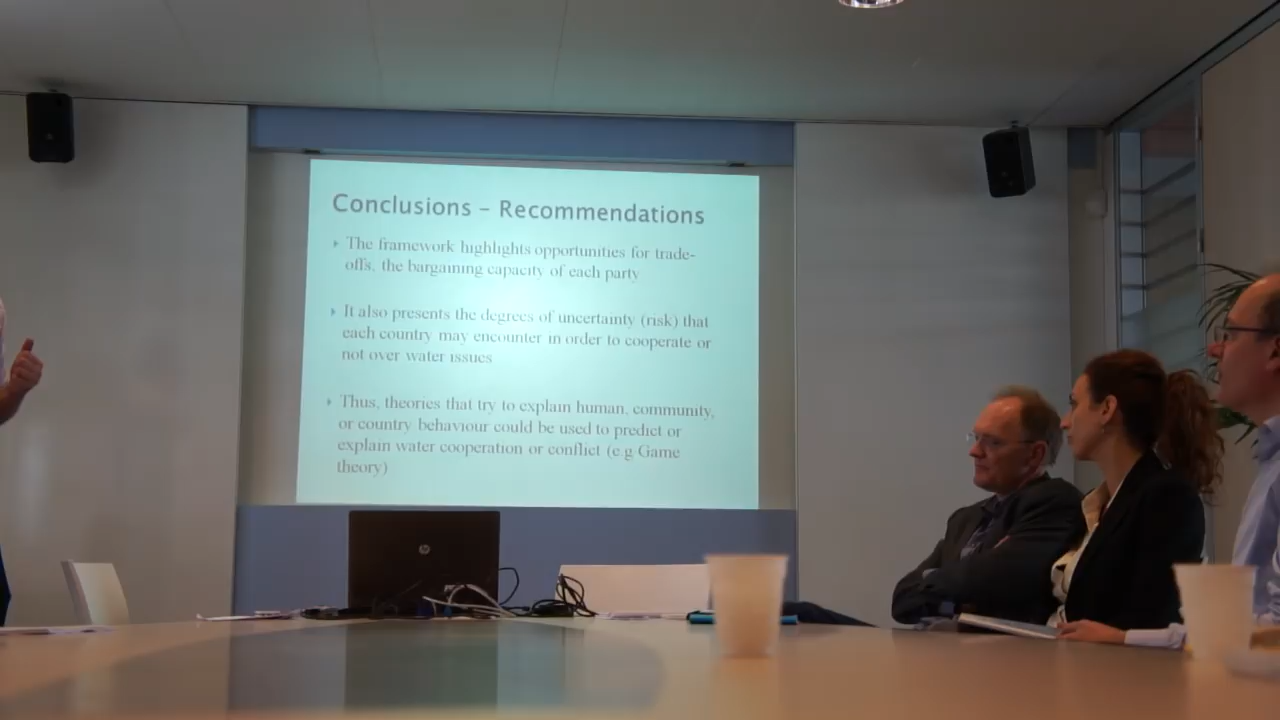 Conclusions – Recommendations
The framework highlights opportunities for trade-
offs, the bargaining capacity of each party
It also presents the degrees of uncertainty (risk) that
each country may encounter in order to cooperate or
not over water issues
Thus, theories that try to explain human, community,
or country behaviour could be used to predict or
explain water cooperation or conflict (e.g Game
theory)
hp